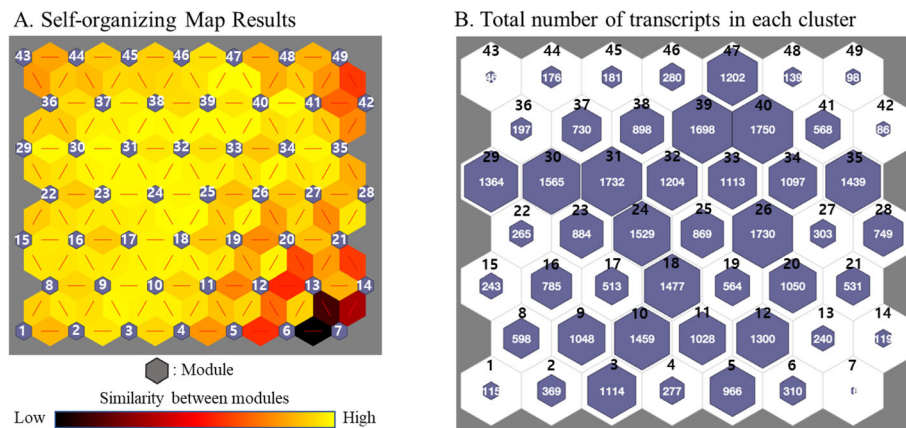 A. Self-organizing Map Results
43 44 45 46 47 48 49
36 37 38 39 40 41 42
29 30 31 32 33 34 35
22 23 24 25 26 27 28
15 16 17 18 19 20 21
8 9 10 11 12 13 14
1 2 3 4 5 6 7
: Module
Similarity between modules
Low High
B. Total number of transcripts in each cluster
43 44 45 46 47 48 49
46 176 181 280 1202 139 98
36 37 38 39 40 41 42
197 730 898 1698 1750 568 86
29 30 31 32 33 34 35
1364 1565 1732 1204 1113 1097 1439
22 23 24 25 26 27 28
265 884 1529 869 1730 303 749
15 16 17 18 19 20 21
243 785 513 1477 564 1050 531
8 9 10 11 12 13 14
598 1048 1459 1028 1300 240 119
1 2 3 4 5 6 7
115 369 1114 277 966 310